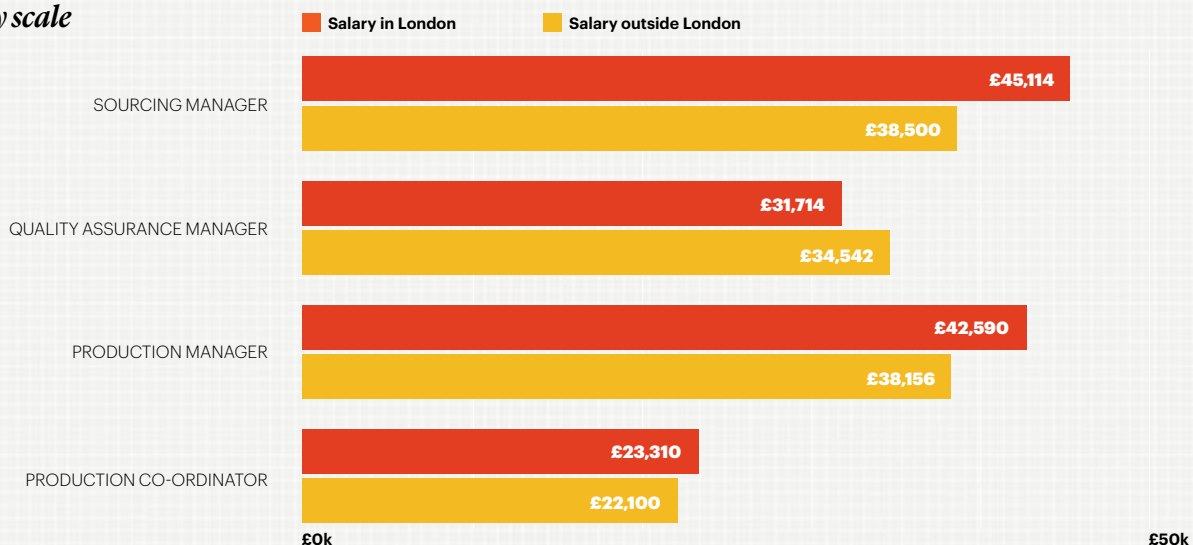 scale
Salary in London
Salary outside London
SOURCING MANAGER
£45,114
£38,500
QUALITY ASSURANCE MANAGER
£31,714
£34,542
PRODUCTION MANAGER
£42,590
£38,156
PRODUCTION CO-ORDINATOR
£23,310
£22,100
£0k
£50k